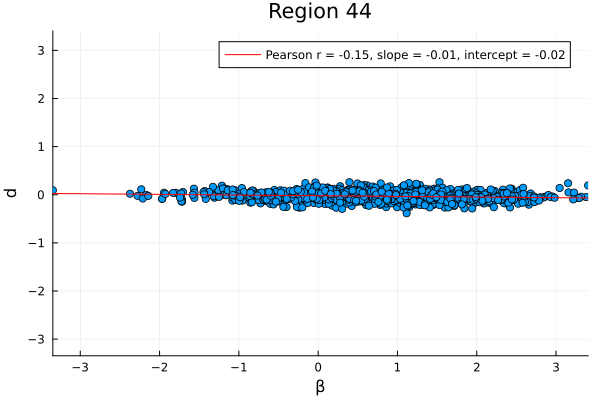 Region 44
Pearson r = -0.15, slope = -0.01, intercept = -0.02
3
2
1
0
−1
−2
−3
d
−3 −2 −1 0 1 2 3
β